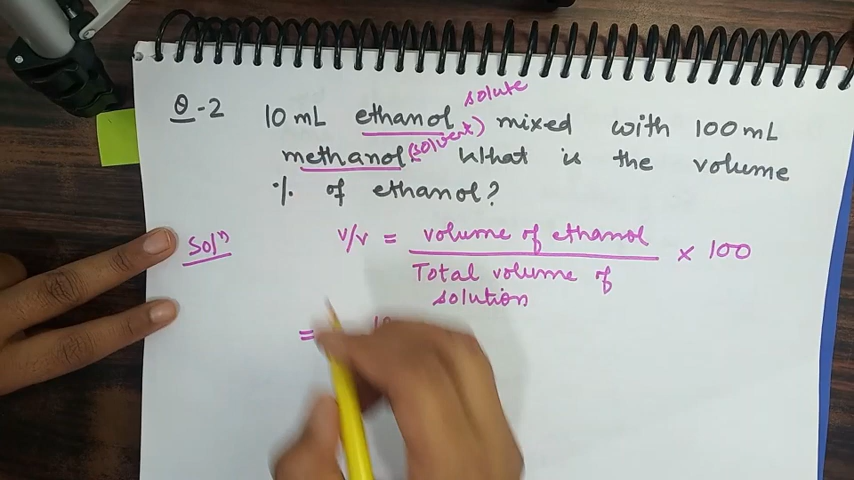 Q-2 10 mL ethanol solute mixed with 100 mL
methanol (solvent) What is the volume
% of ethanol?
Solⁿ v/v = volume of ethanol × 100
Total volume of
solution
=